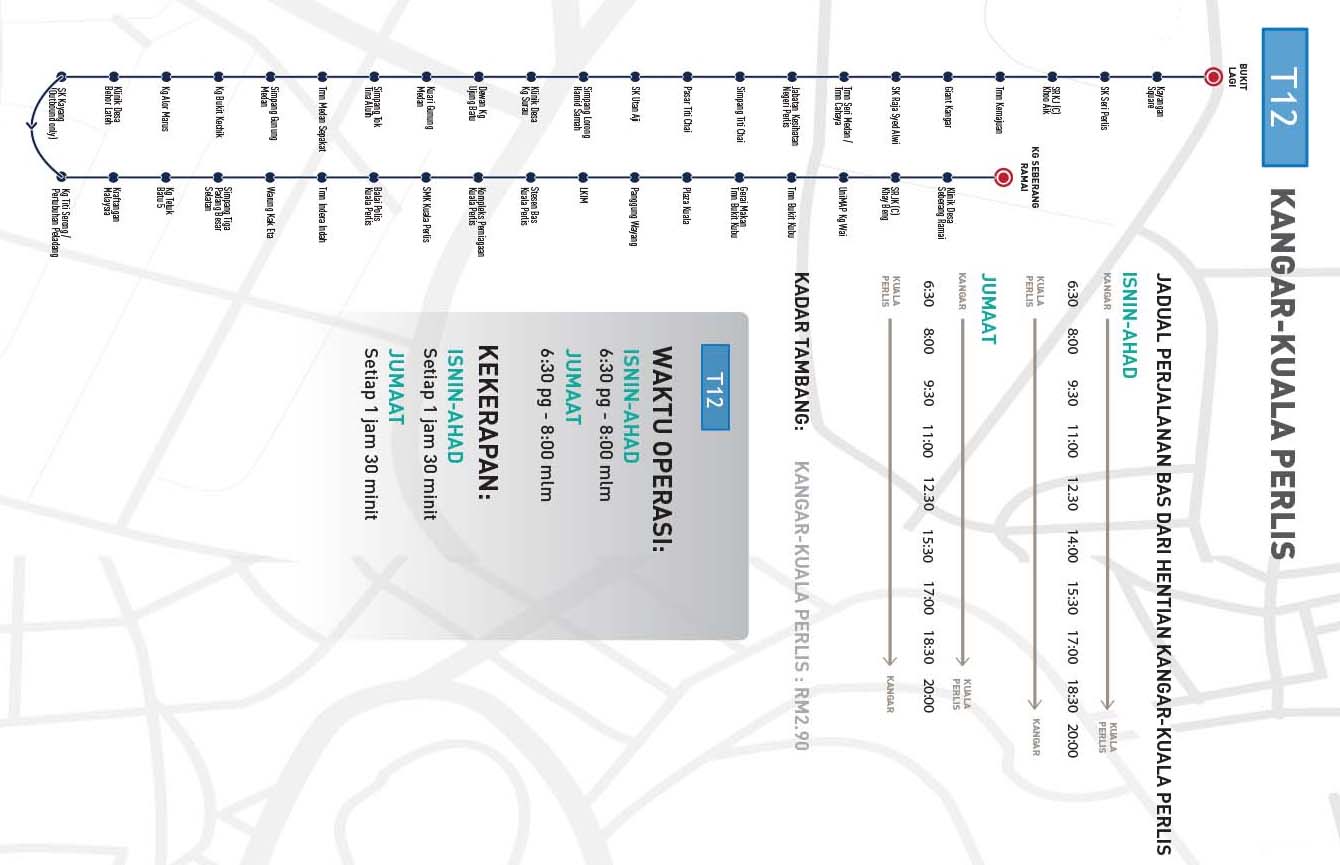 T12
KANGAR-KUALA PERLIS
BUKIT
LAGI
Kayangan
Square
SK Seri Perlis
SRKJ (C)
Khoo Aik
Tmn Kemajuan
Giant Kangar
SK Raja Syed Alwi
Tmn Seri Medan /
Tmn Cahaya
Jabatan Kesihatan
Negeri Perlis
Simpang Titi Chai
Pasar Titi Chai
SK Utan Aji
Simpang Lorong
Hamid Samah
Klinik Desa
Kg Surau
Dewan Kg
Ujung Batu
Kuari Gunung
Medan
Simpang Tok
Tina Aluih
Tmn Medan Sepakat
Simpang Gunung
Medan
Kg Bukit Kechik
Kg Alor Marus
Klinik Desa
Behor Lateh
SK Kayang
(Outbound only)
KG SEBERANG
RAMAI
Klinik Desa
Seberang Ramai
SRJK (C)
Khay Beng
UniMAP Kg Wai
Tmn Bukit Kubu
Gerai Makan
Tmn Bukit Kubu
Plaza Kuala
Panggung Wayang
LKIM
Stesen Bas
Kuala Perlis
Kompleks Perniagaan
Kuala Perlis
SMK Kuala Perlis
Balai Polis
Kuala Perlis
Tmn Indera Indah
Warung Kak Eta
Simpang Tiga
Padang Besar
Selatan
Kg Teluk
Batu 5
Kraftangan
Malaysia
Kg Titi Serong /
Pertubuhan Peladang
JADUAL PERJALANAN BAS DARI HENTIAN KANGAR-KUALA PERLIS
ISNIN-AHAD
KANGAR
KUALA
PERLIS
6:30 8:00 9:30 11:00 12.30 14:00 15:30 17:00 18:30 20:00
KUALA
PERLIS
KANGAR
JUMAAT
KANGAR
KUALA
PERLIS
6:30 8:00 9:30 11:00 12.30 15:30 17:00 18:30 20:00
KUALA
PERLIS
KANGAR
KADAR TAMBANG: KANGAR-KUALA PERLIS : RM2.90
T12
WAKTU OPERASI:
ISNIN-AHAD
6:30 pg - 8:00 mlm
JUMAAT
6:30 pg - 8:00 mlm
KEKERAPAN:
ISNIN-AHAD
Setiap 1 jam 30 minit
JUMAAT
Setiap 1 jam 30 minit